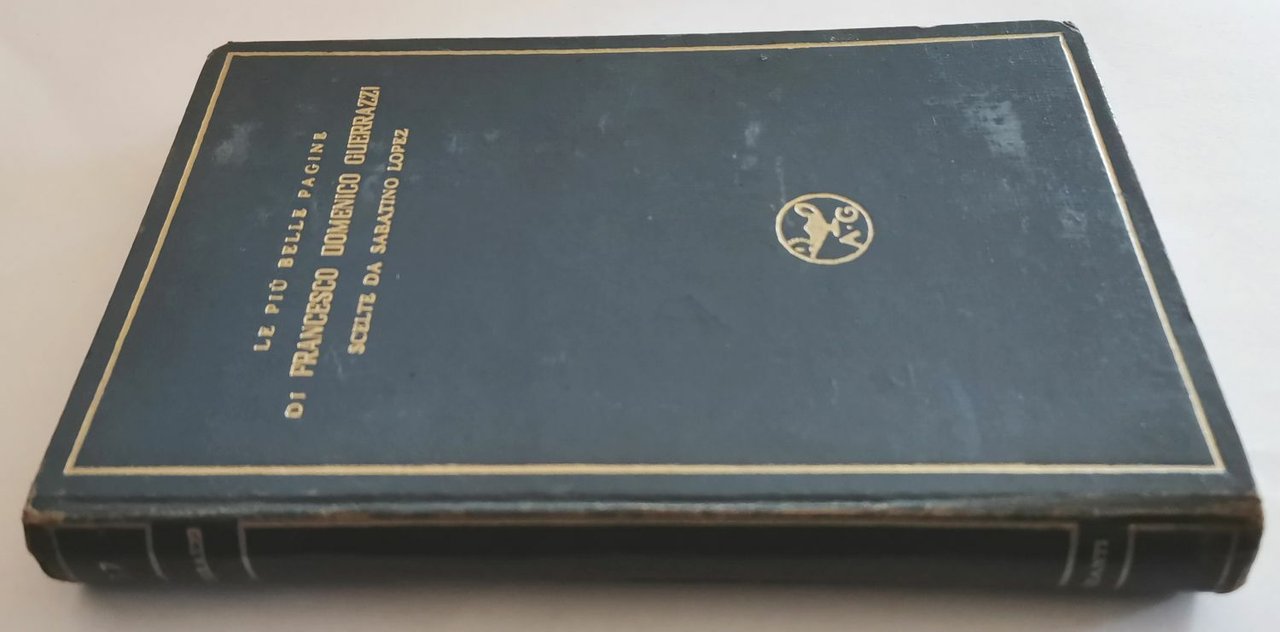 LE PIÙ BELLE PAGINE
DI FRANCESCO DOMENICO GUERRAZZI
SCELTE DA SABATINO LOPEZ
A·G